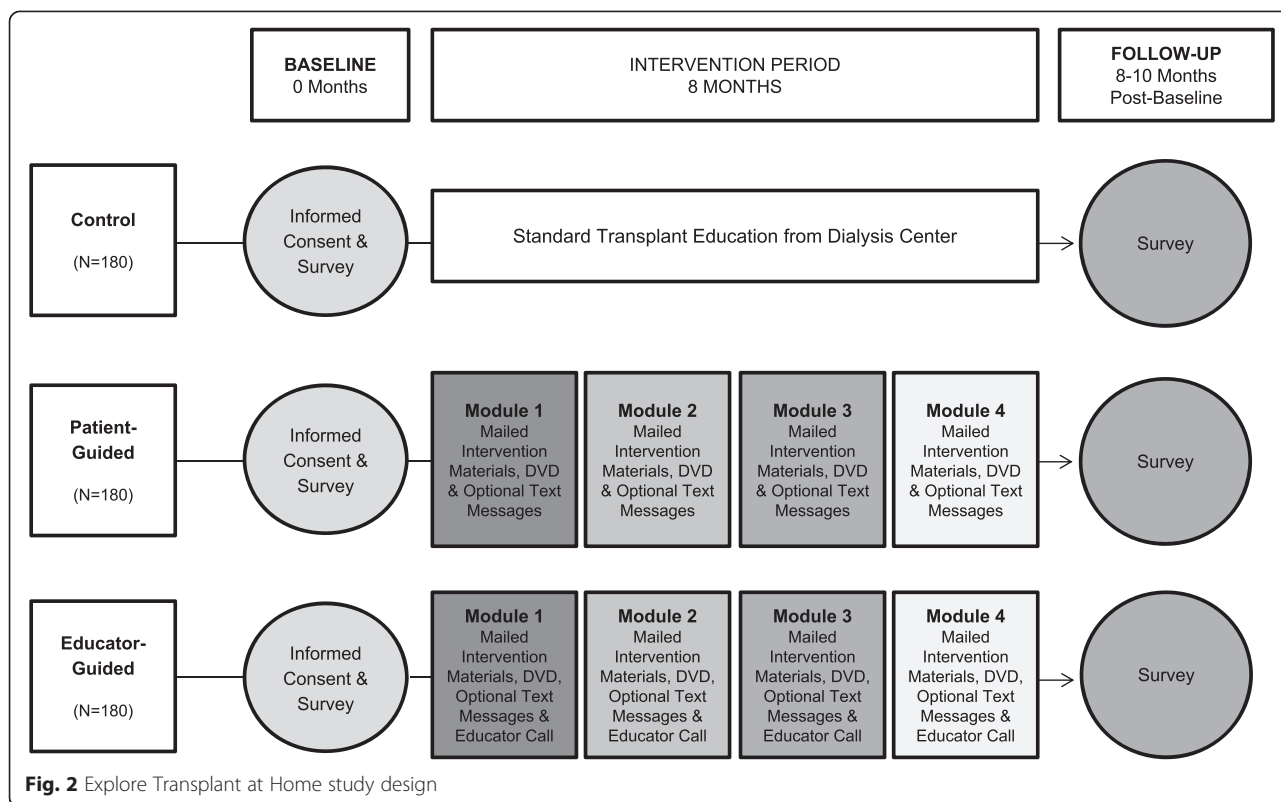 BASELINE
0 Months
INTERVENTION PERIOD
8 MONTHS
FOLLOW-UP
8-10 Months
Post-Baseline
Control
(N=180)
Informed
Consent &
Survey
Standard Transplant Education from Dialysis Center
Survey
Patient-
Guided
(N=180)
Informed
Consent &
Survey
Module 1
Mailed
Intervention
Materials, DVD
& Optional Text
Messages
Module 2
Mailed
Intervention
Materials, DVD
& Optional Text
Messages
Module 3
Mailed
Intervention
Materials, DVD
& Optional Text
Messages
Module 4
Mailed
Intervention
Materials, DVD
& Optional Text
Messages
Survey
Educator-
Guided
(N=180)
Informed
Consent &
Survey
Module 1
Mailed
Intervention
Materials, DVD,
Optional Text
Messages &
Educator Call
Module 2
Mailed
Intervention
Materials, DVD,
Optional Text
Messages &
Educator Call
Module 3
Mailed
Intervention
Materials, DVD,
Optional Text
Messages &
Educator Call
Module 4
Mailed
Intervention
Materials, DVD,
Optional Text
Messages &
Educator Call
Survey
Fig. 2 Explore Transplant at Home study design